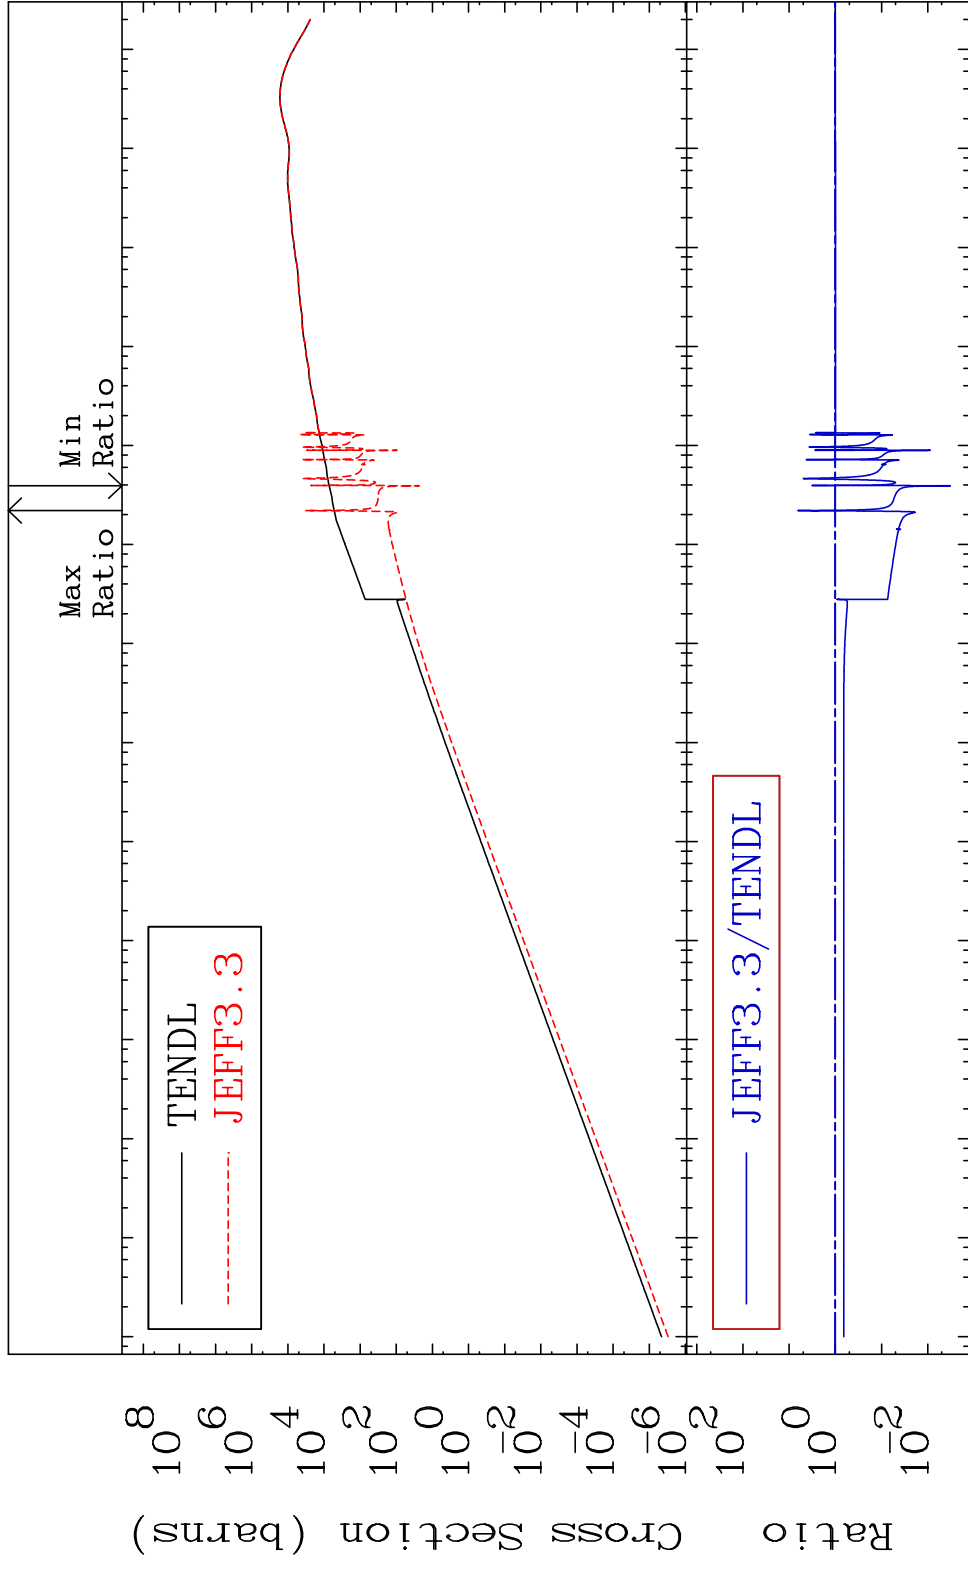 Max
Ratio
Min
Ratio
TENDL
JEFF3.3
10 8
10 6
10 4
10 2
10 0
10 -2
10 -4
10 -6
Cross Section (barns)
JEFF3.3/TENDL
10 2
10 0
10 -2
Ratio